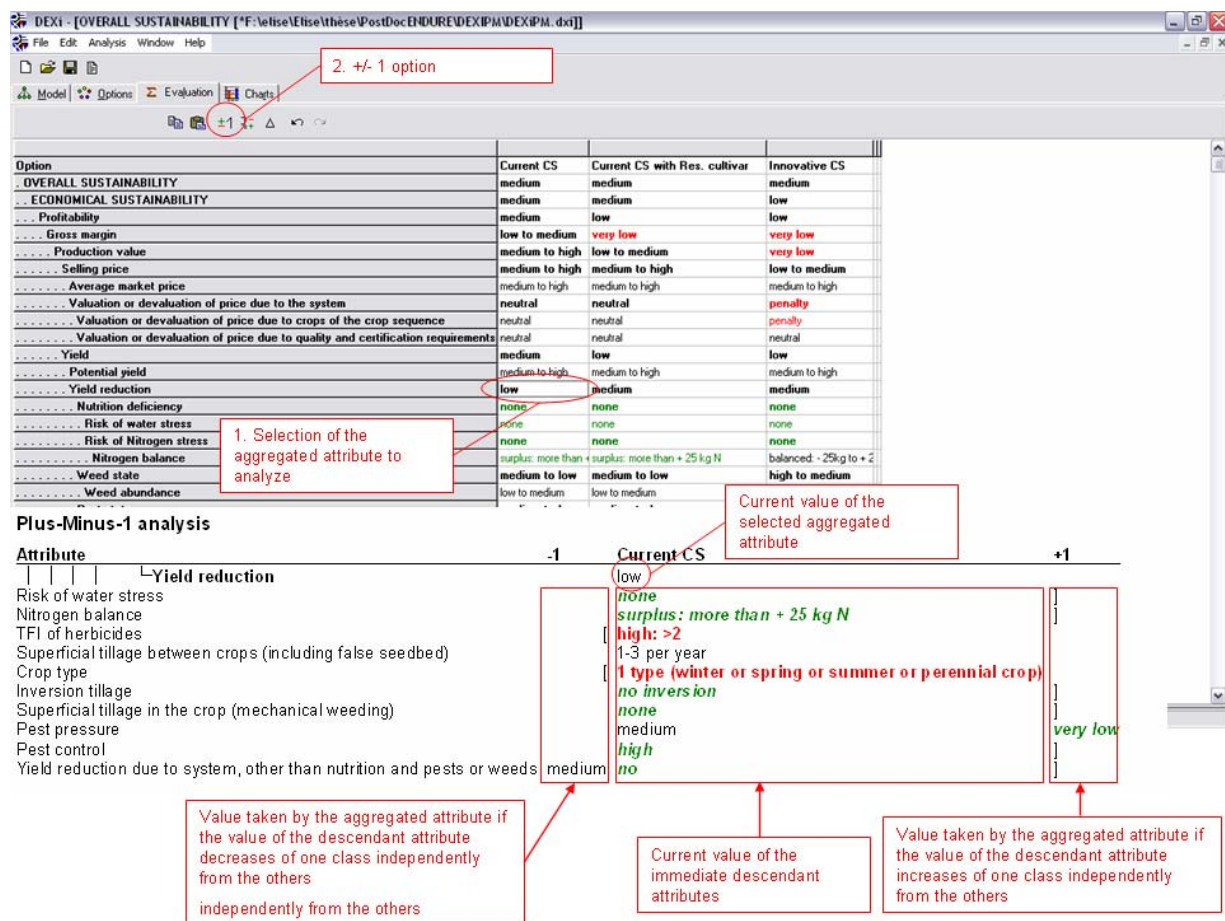 DEXi - [OVERALL SUSTAINABILITY [*F:\elise\Elise\thèse\PostDocENDURE\DEXIPM\DEXiPM.dxi]]
File Edit Analysis Window Help
2. +/- 1 option
Model Options Σ Evaluation Charts
±1
Option Current CS Current CS with Res. cultivar Innovative CS
. OVERALL SUSTAINABILITY medium medium medium
. . ECONOMICAL SUSTAINABILITY medium medium low
. . . Profitability medium low low
. . . . Gross margin low to medium very low very low
. . . . . Production value medium to high low to medium very low
. . . . . . Selling price medium to high medium to high low to medium
. . . . . . . Average market price medium to high medium to high medium to high
. . . . . . . Valuation or devaluation of price due to the system neutral neutral penalty
. . . . . . . . Valuation or devaluation of price due to crops of the crop sequence neutral neutral penalty
. . . . . . . . Valuation or devaluation of price due to quality and certification requirements neutral neutral neutral
. . . . . . Yield medium low low
. . . . . . . Potential yield medium to high medium to high medium to high
. . . . . . . Yield reduction low medium medium
. . . . . . . . Nutrition deficiency none none none
. . . . . . . . . Risk of water stress none none none
. . . . . . . . . Risk of Nitrogen stress none none none
. . . . . . . . . . Nitrogen balance surplus: more than + surplus: more than + 25 kg N balanced: - 25kg to + 2
. . . . . . . . Weed state medium to low medium to low high to medium
. . . . . . . . . Weed abundance low to medium low to medium
1. Selection of the
aggregated attribute to
analyze
Current value of the
selected aggregated
attribute
Plus-Minus-1 analysis
Attribute -1 Current CS +1
Yield reduction low
Risk of water stress none ]
Nitrogen balance surplus: more than + 25 kg N ]
TFI of herbicides [ high: >2
Superficial tillage between crops (including false seedbed) 1-3 per year
Crop type [ 1 type (winter or spring or summer or perennial crop)
Inversion tillage no inversion ]
Superficial tillage in the crop (mechanical weeding) none ]
Pest pressure medium very low
Pest control high ]
Yield reduction due to system, other than nutrition and pests or weeds medium no ]
Value taken by the aggregated attribute if
the value of the descendant attribute
decreases of one class independently
from the others
independently from the others
Current value of the
immediate descendant
attributes
Value taken by the aggregated attribute if
the value of the descendant attribute
increases of one class independently
from the others